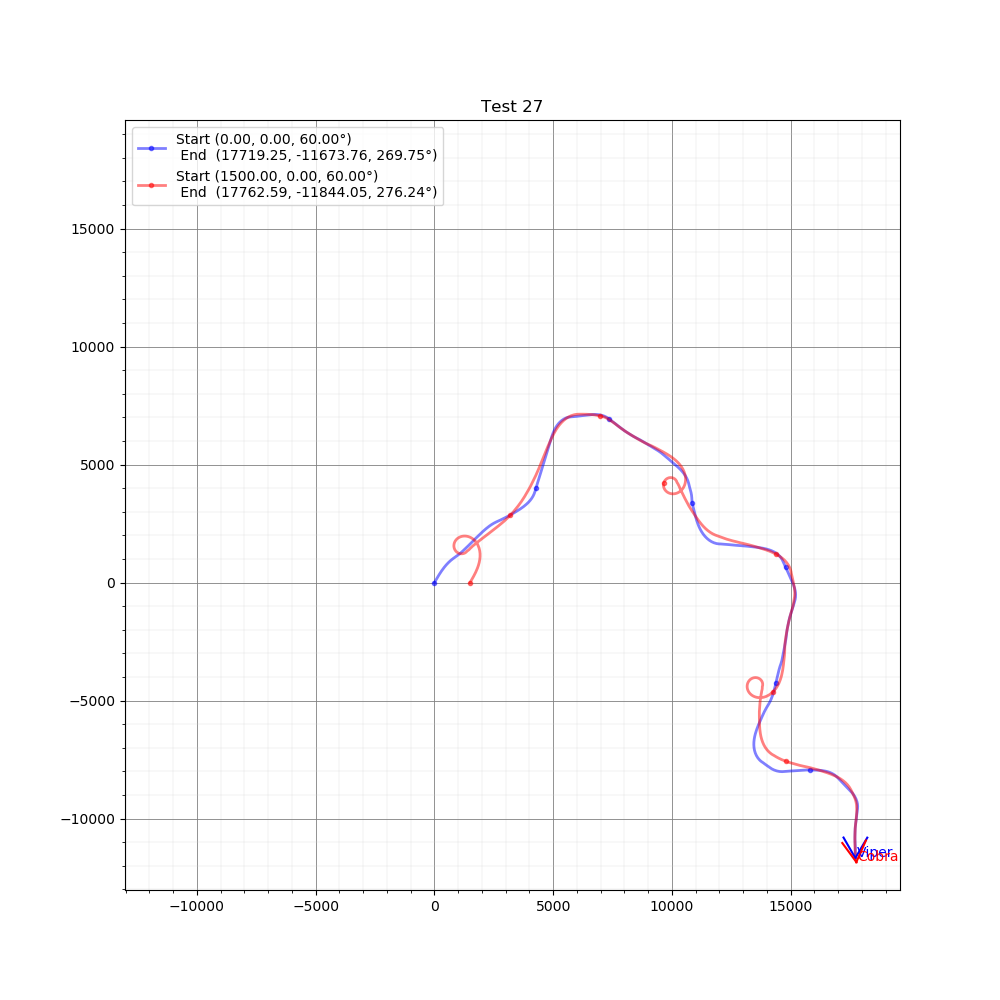 Test 27
Start (0.00, 0.00, 60.00°)
End  (17719.25, -11673.76, 269.75°)
Start (1500.00, 0.00, 60.00°)
End  (17762.59, -11844.05, 276.24°)
15000
10000
5000
0
−5000
−10000
Viper
Cobra
−10000
−5000
0
5000
10000
15000